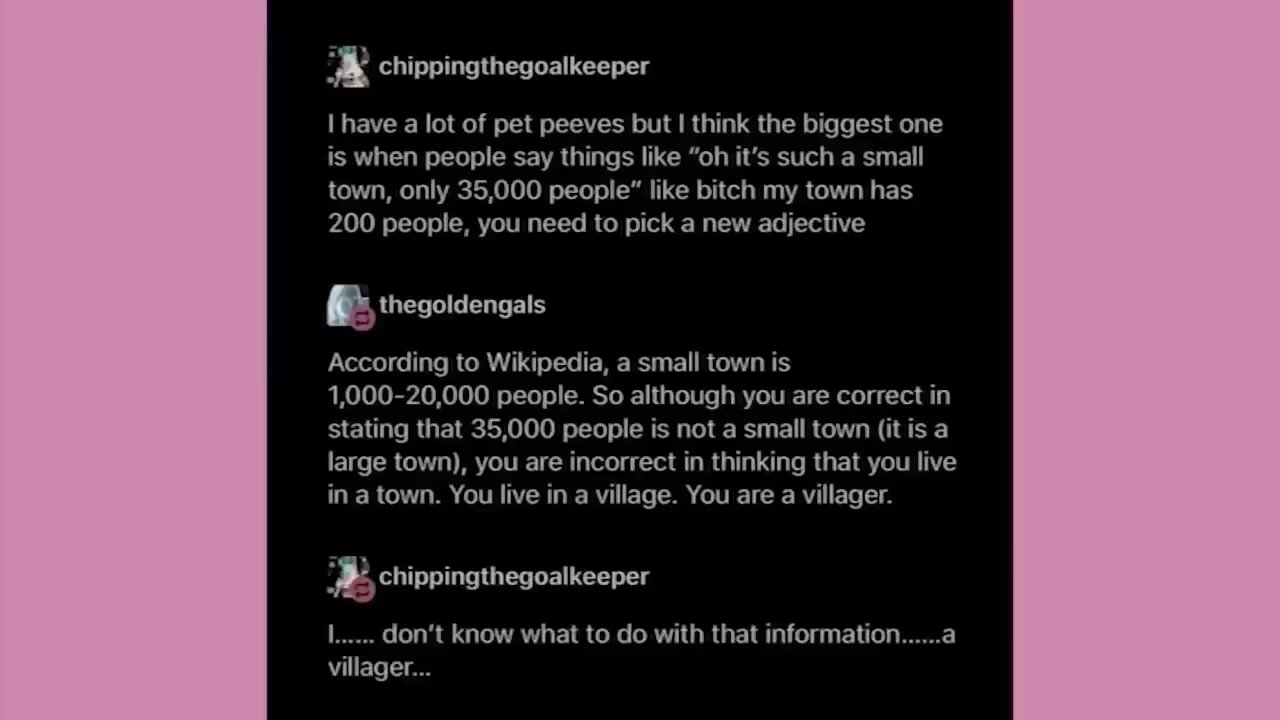 chippingthegoalkeeper
I have a lot of pet peeves but I think the biggest one
is when people say things like “oh it’s such a small
town, only 35,000 people” like bitch my town has
200 people, you need to pick a new adjective
thegoldengals
According to Wikipedia, a small town is
1,000-20,000 people. So although you are correct in
stating that 35,000 people is not a small town (it is a
large town), you are incorrect in thinking that you live
in a town. You live in a village. You are a villager.
chippingthegoalkeeper
I...... don’t know what to do with that information......a
villager...